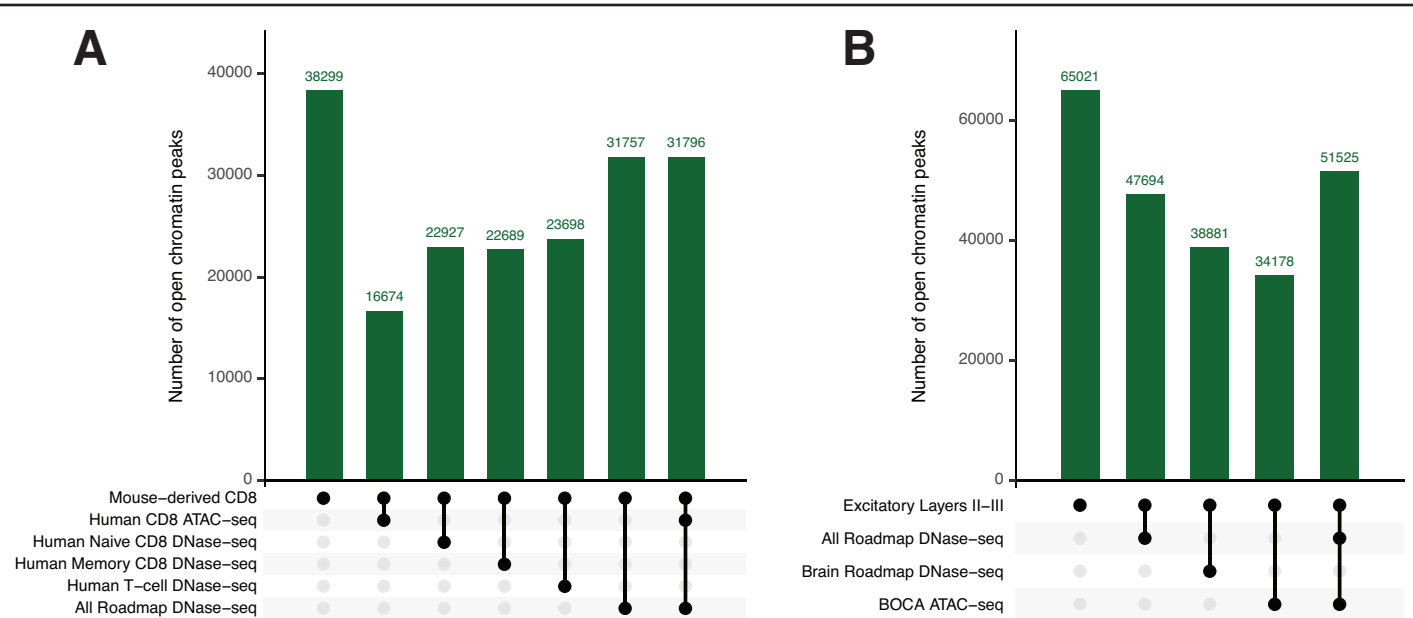 A
Number of open chromatin peaks
40000
30000
20000
10000
0
38299
16674
22927
22689
23698
31757
31796
Mouse−derived CD8
Human CD8 ATAC−seq
Human Naive CD8 DNase−seq
Human Memory CD8 DNase−seq
Human T−cell DNase−seq
All Roadmap DNase−seq
B
Number of open chromatin peaks
60000
40000
20000
0
65021
47694
38881
34178
51525
Excitatory Layers II−III
All Roadmap DNase−seq
Brain Roadmap DNase−seq
BOCA ATAC−seq